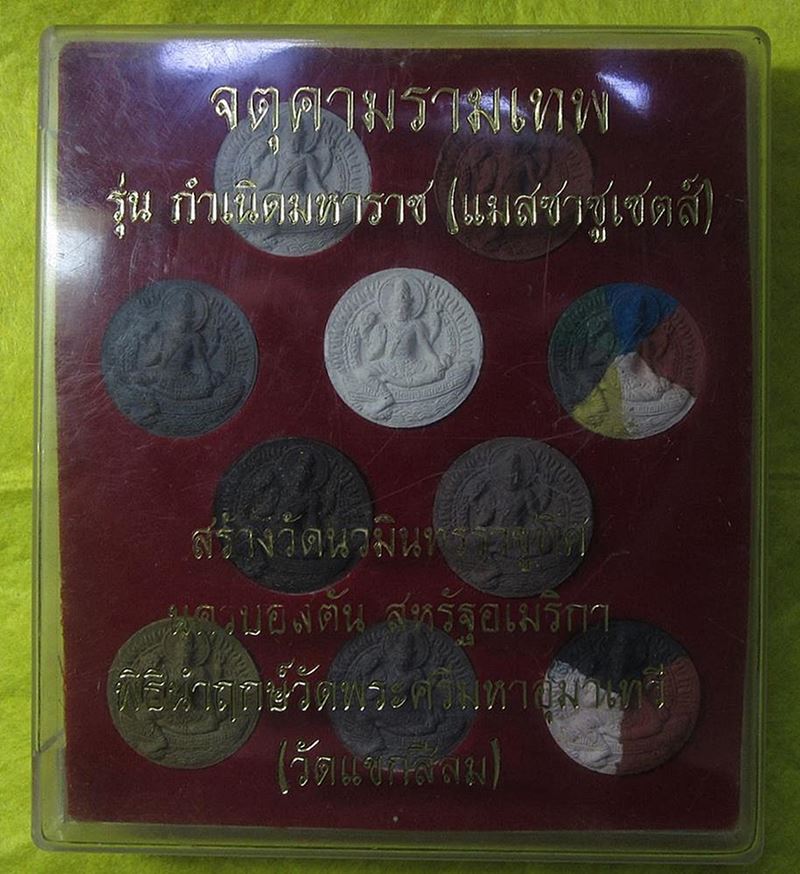 จตุคามรามเทพ
รุ่น กำเนิดมหาราช (แมสซาชูเซตส์)
สร้างวัดนวมินทรราชูทิศ
นครบอสตัน สหรัฐอเมริกา
พิธีนำฤกษ์วัดพระศรีมหาอุมาเทวี
(วัดแขกสีลม)